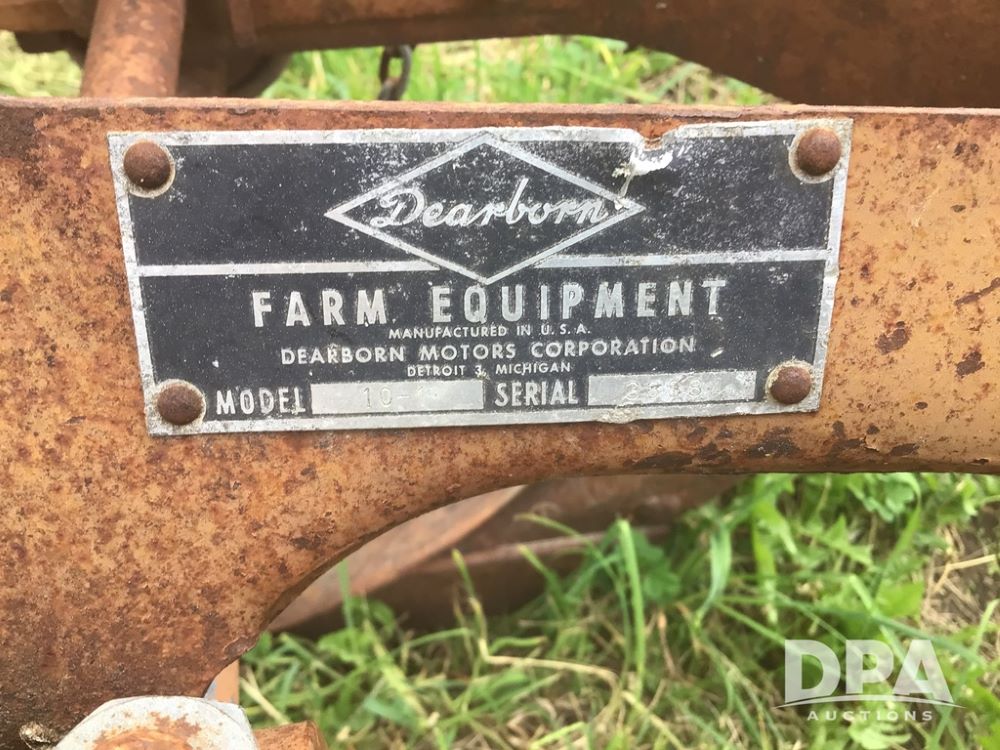 Dearborn
FARM EQUIPMENT
MANUFACTURED IN U.S.A.
DEARBORN MOTORS CORPORATION
DETROIT 3, MICHIGAN
MODEL SERIAL
DPA
AUCTIONS